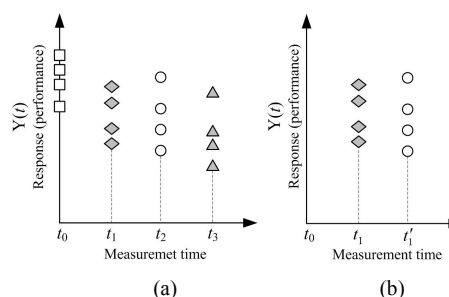 Y(t)
Response (performance)
t0 t1 t2 t3
Measuremet time
(a)
Y(t)
Response (performance)
t0 t1 t1′
Measurement time
(b)